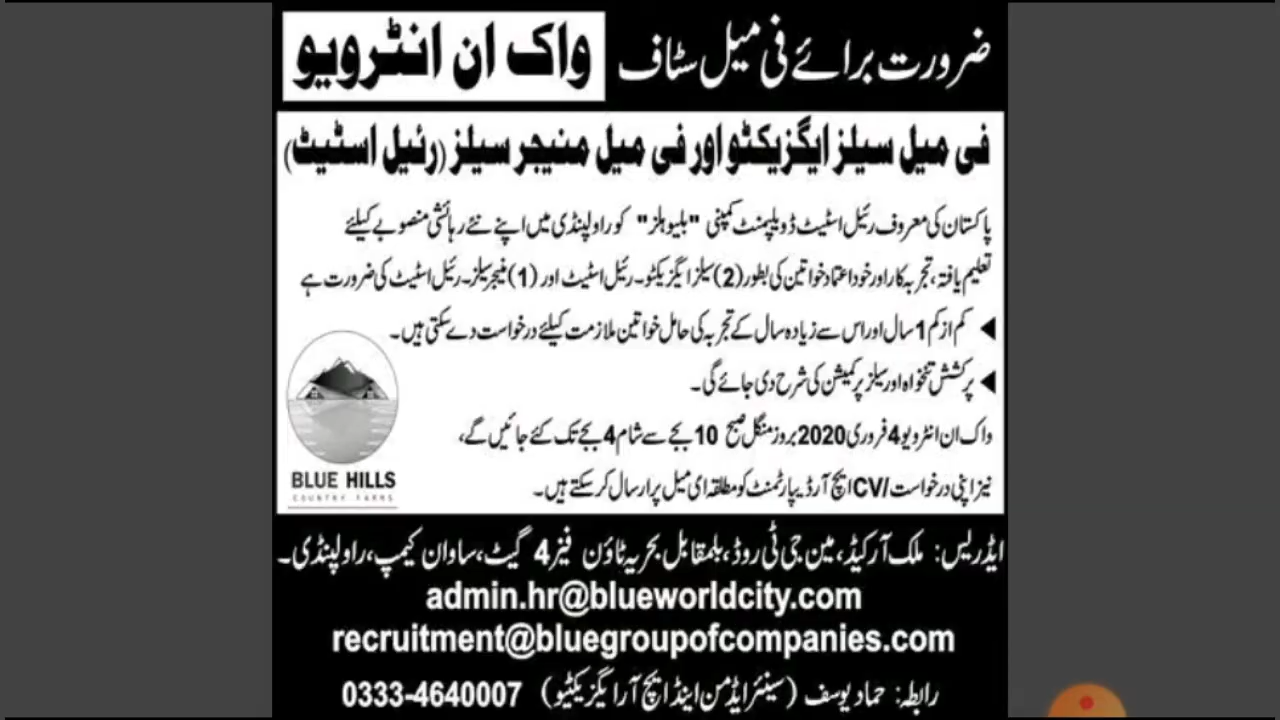 ضرورت برائے فی میل سٹاف واک ان انٹرویو
فی میل سیلز ایگزیکٹو اور فی میل منیجر سیلز (رئیل اسٹیٹ)
پاکستان کی معروف رئیل اسٹیٹ ڈویلپمنٹ کمپنی "بلیو ہلز" کو راولپنڈی میں اپنے نئے رہائشی منصوبے کیلئے
تعلیم یافتہ، تجربہ کار اور خود اعتماد خواتین کی بطور (2) سیلز ایگزیکٹو۔ رئیل اسٹیٹ اور (1) منیجر سیلز۔ رئیل اسٹیٹ کی ضرورت ہے
◀ کم از کم 1 سال اور اس سے زیادہ سال کے تجربہ کی حامل خواتین ملازمت کیلئے درخواست دے سکتی ہیں۔
◀ پرکشش تنخواہ اور سیلز پر کمیشن کی شرح دی جائے گی۔
واک ان انٹرویو 4 فروری 2020 بروز منگل صبح 10 بجے سے شام 4 بجے تک کئے جائیں گے،
نیز اپنی درخواست/CV ایچ آر ڈیپارٹمنٹ کو مطلقہ ای میل پر ارسال کر سکتے ہیں۔
BLUE HILLS
COUNTRY FARMS
ایڈریس: ملک آرکیڈ، مین جی ٹی روڈ، بلمقابل بحریہ ٹاؤن فیز 4 گیٹ، ساوان کیمپ، راولپنڈی۔
admin.hr@blueworldcity.com
recruitment@bluegroupofcompanies.com
رابطہ: حماد یوسف (سینئر ایڈمن اینڈ ایچ آر ایگزیکٹیو) 0333-4640007